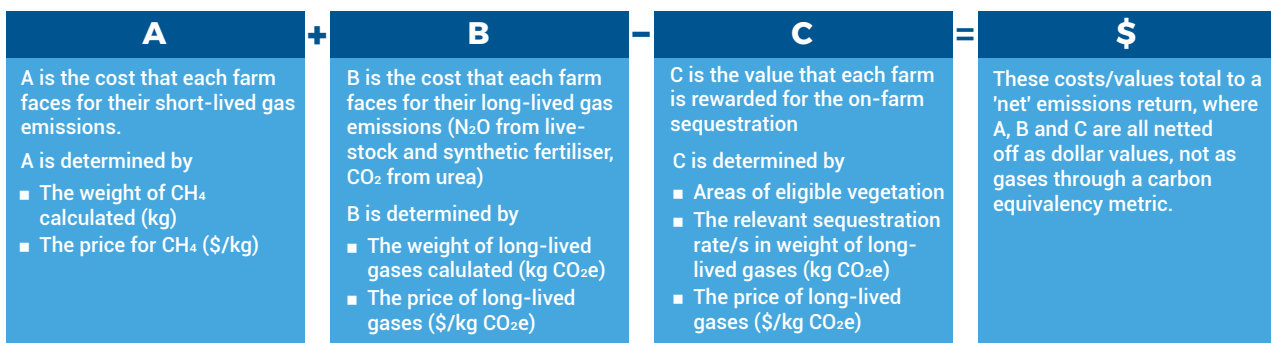 A + B − C = $
A is the cost that each farm
faces for their short-lived gas
emissions.
A is determined by
▪ The weight of CH₄
calculated (kg)
▪ The price for CH₄ ($/kg)
B is the cost that each farm
faces for their long-lived gas
emissions (N₂O from live-
stock and synthetic fertiliser,
CO₂ from urea)
B is determined by
▪ The weight of long-lived
gases calulated (kg CO₂e)
▪ The price of long-lived
gases ($/kg CO₂e)
C is the value that each farm
is rewarded for the on-farm
sequestration
C is determined by
▪ Areas of eligible vegetation
▪ The relevant sequestration
rate/s in weight of long-
lived gases (kg CO₂e)
▪ The price of long-lived
gases ($/kg CO₂e)
These costs/values total to a
'net' emissions return, where
A, B and C are all netted
off as dollar values, not as
gases through a carbon
equivalency metric.